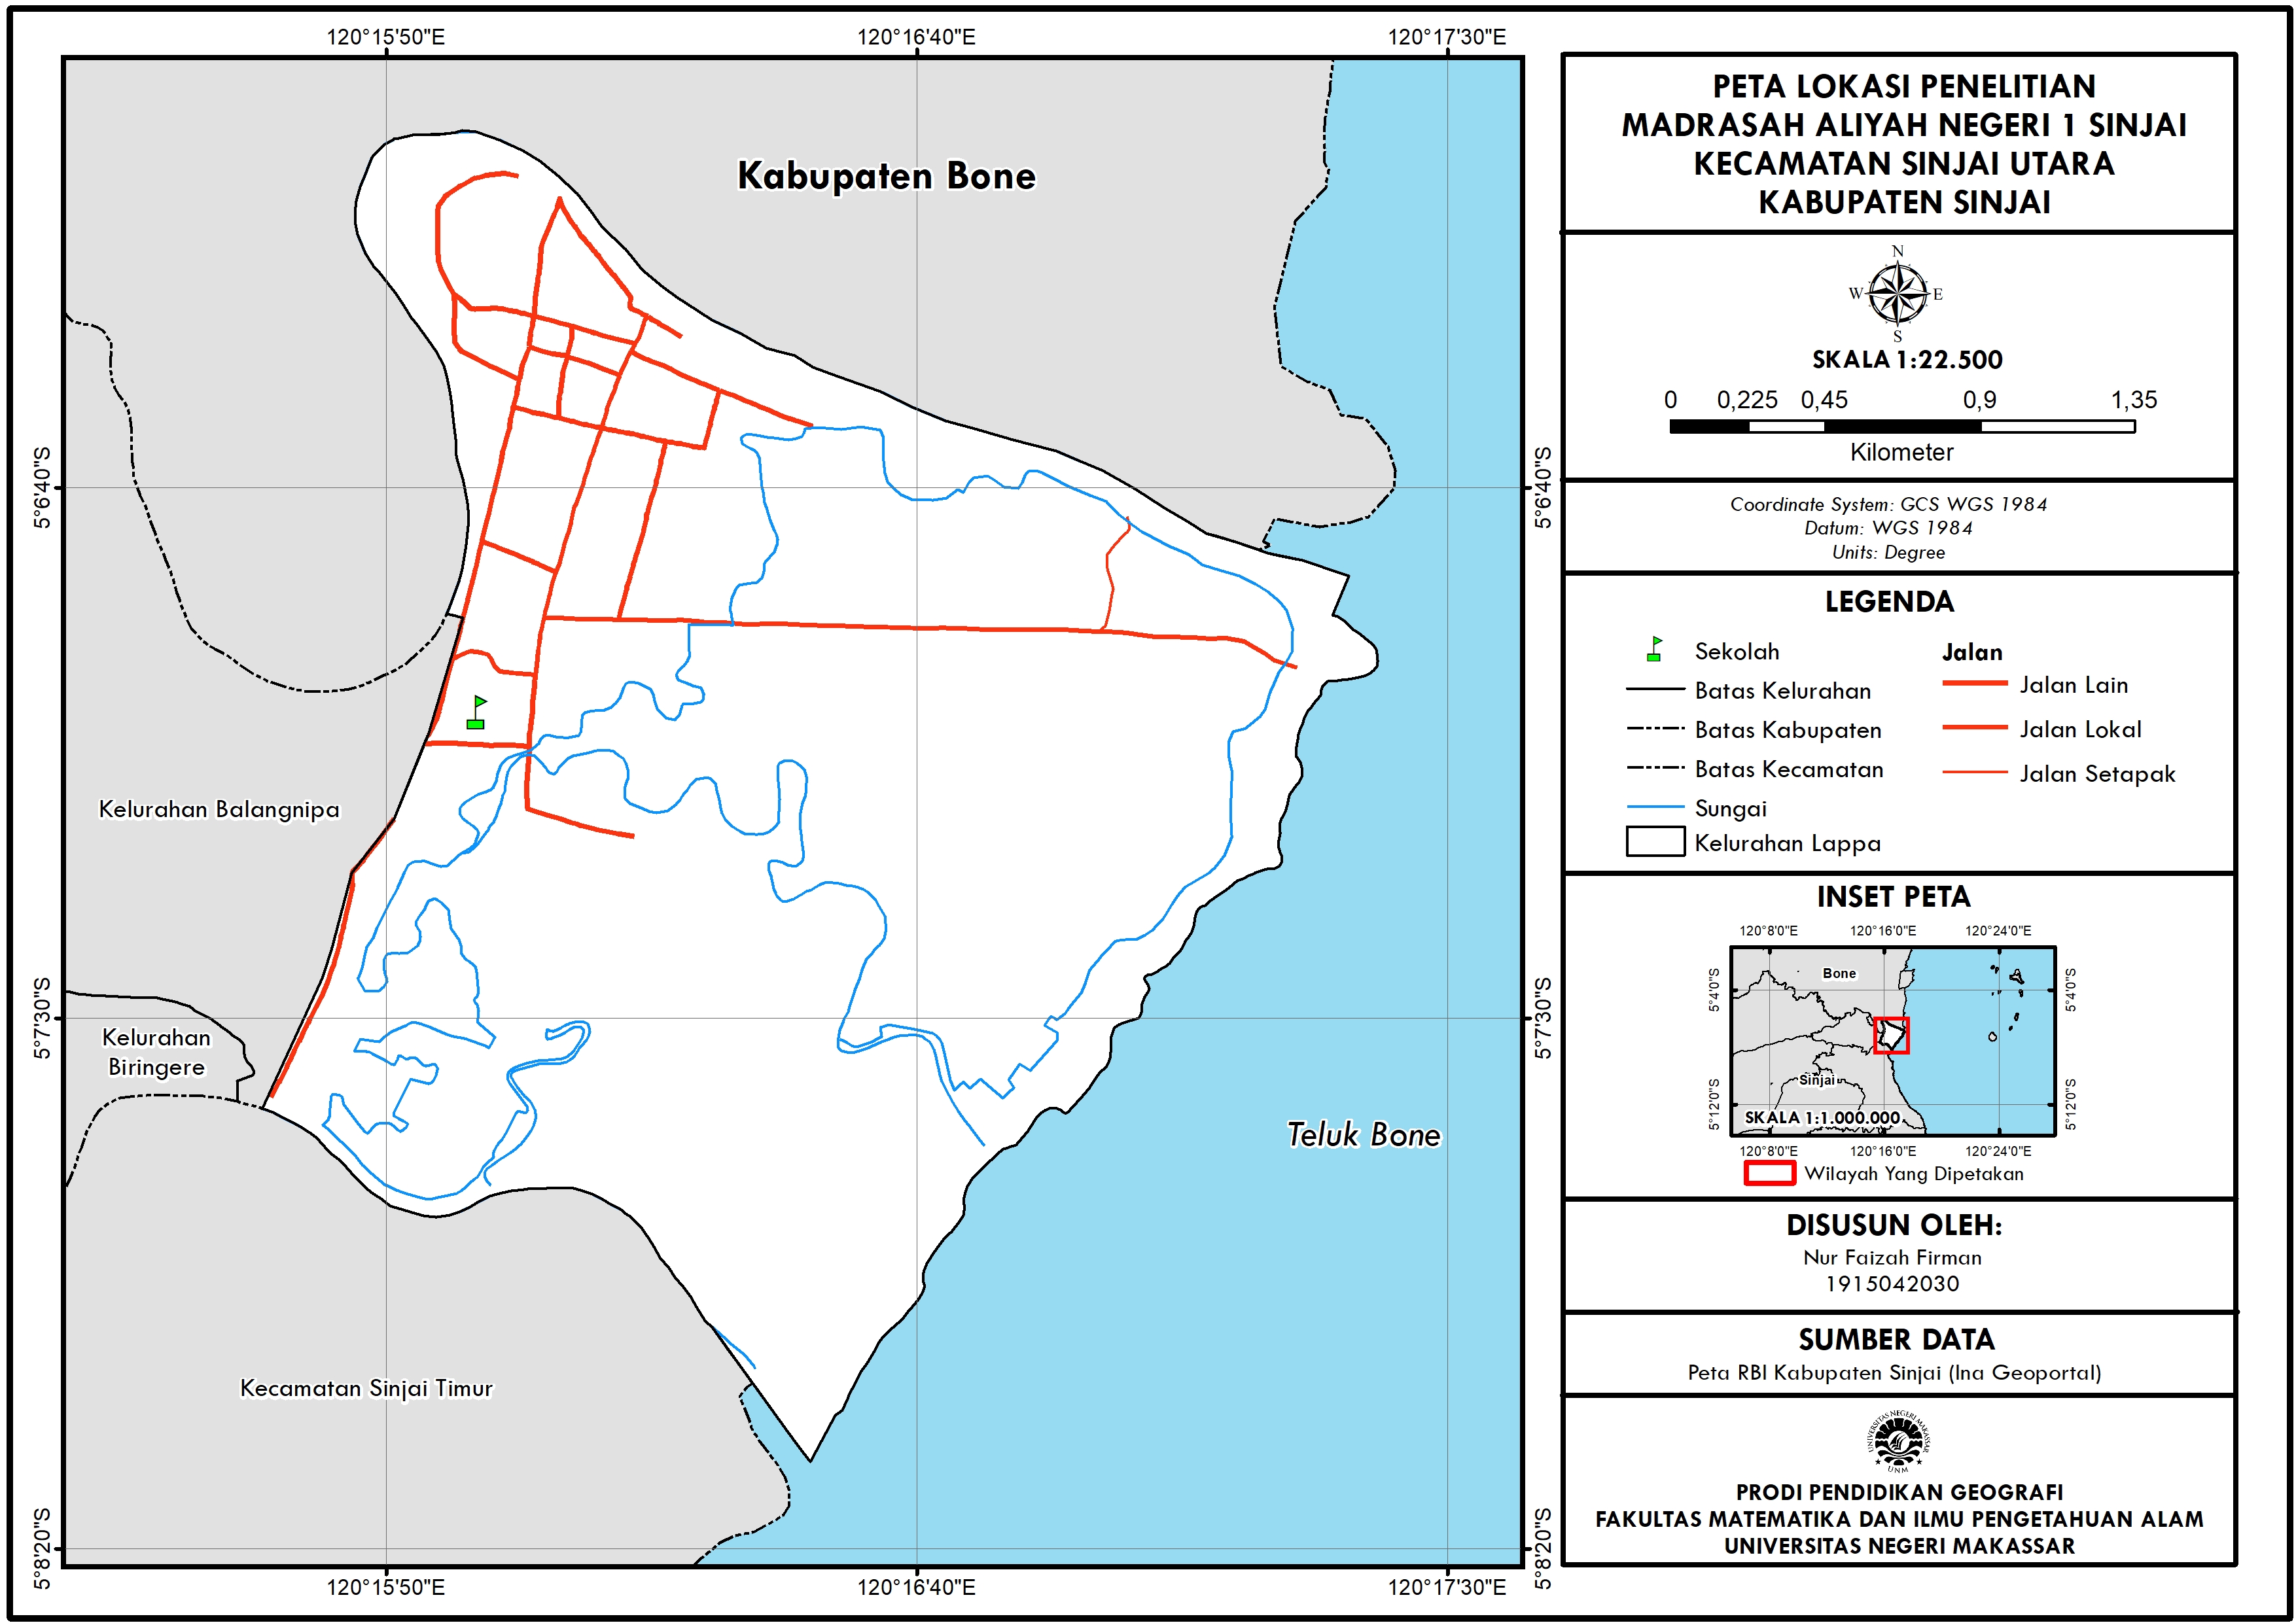 120°15'50"E
120°16'40"E
120°17'30"E
5°6'40"S
5°7'30"S
5°8'20"S
5°6'40"S
5°7'30"S
5°8'20"S
120°15'50"E
120°16'40"E
120°17'30"E
Kabupaten Bone
Kelurahan Balangnipa
Kelurahan
Biringere
Teluk Bone
Kecamatan Sinjai Timur
PETA LOKASI PENELITIAN
MADRASAH ALIYAH NEGERI 1 SINJAI
KECAMATAN SINJAI UTARA
KABUPATEN SINJAI
N
W E
S
SKALA 1:22.500
0 0,225 0,45 0,9 1,35
Kilometer
Coordinate System: GCS WGS 1984
Datum: WGS 1984
Units: Degree
LEGENDA
Sekolah
Batas Kelurahan
Batas Kabupaten
Batas Kecamatan
Sungai
Kelurahan Lappa
Jalan
Jalan Lain
Jalan Lokal
Jalan Setapak
INSET PETA
120°8'0"E 120°16'0"E 120°24'0"E
5°4'0"S
5°12'0"S
Bone
Sinjai
SKALA 1:1.000.000
5°4'0"S
5°12'0"S
120°8'0"E 120°16'0"E 120°24'0"E
Wilayah Yang Dipetakan
DISUSUN OLEH:
Nur Faizah Firman
1915042030
SUMBER DATA
Peta RBI Kabupaten Sinjai (Ina Geoportal)
UNIVERSITAS NEGERI MAKASSAR
UNM
PRODI PENDIDIKAN GEOGRAFI
FAKULTAS MATEMATIKA DAN ILMU PENGETAHUAN ALAM
UNIVERSITAS NEGERI MAKASSAR